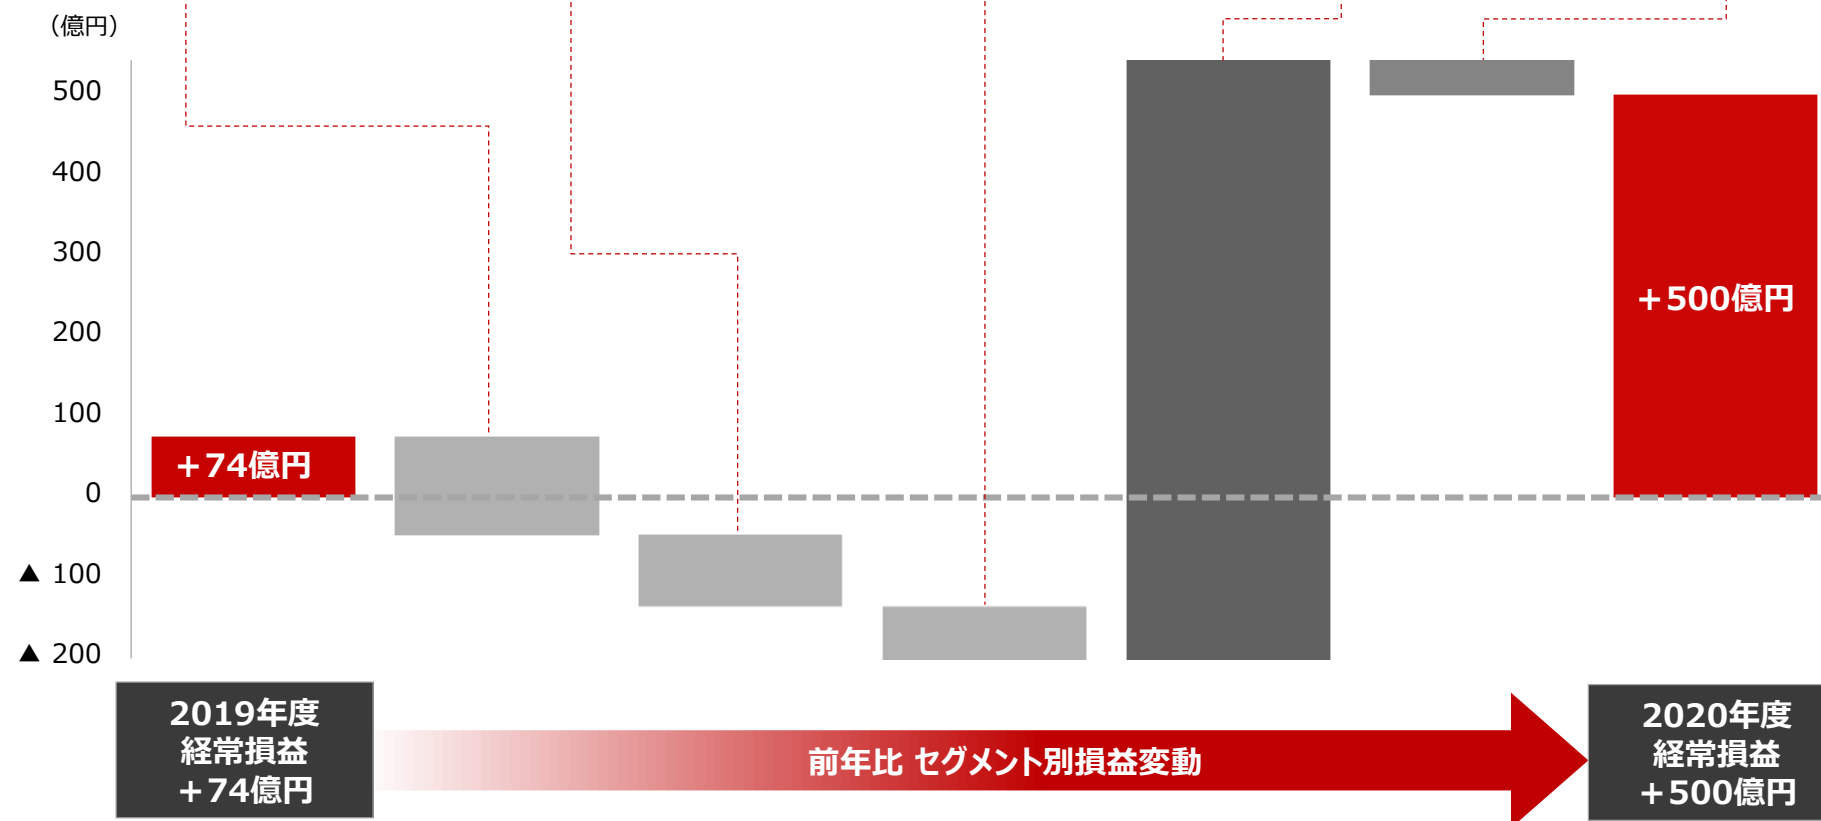 （億円）
500
400
300
200
100
0
▲ 100
▲ 200
＋74億円
＋500億円
2019年度
経常損益
＋74億円
前年比 セグメント別損益変動
2020年度
経常損益
＋500億円